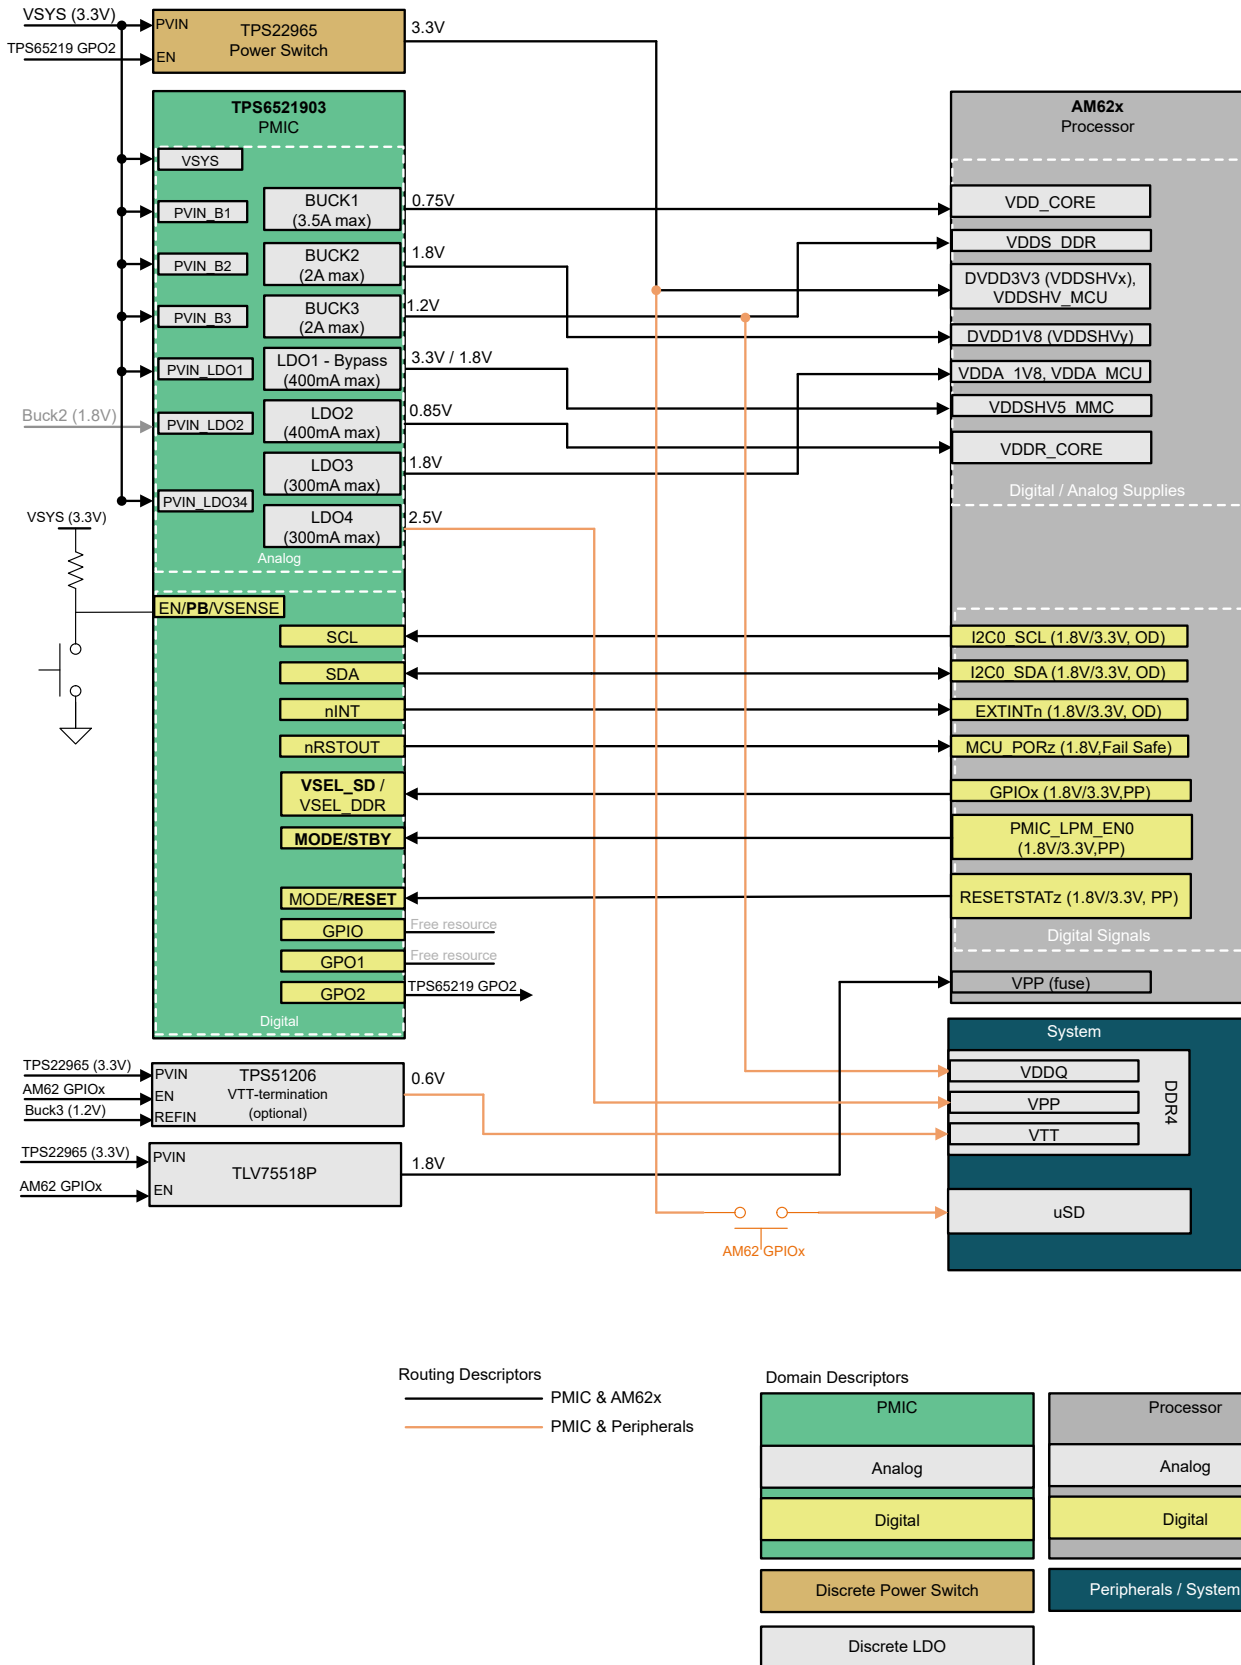 VSYS (3.3V)
PVIN
TPS22965
Power Switch
3.3V
TPS65219 GPO2
EN
TPS6521903
PMIC
VSYS
PVIN_B1
BUCK1
(3.5A max)
0.75V
PVIN_B2
BUCK2
(2A max)
1.8V
PVIN_B3
BUCK3
(2A max)
1.2V
PVIN_LDO1
LDO1 - Bypass
(400mA max)
3.3V / 1.8V
Buck2 (1.8V)
PVIN_LDO2
LDO2
(400mA max)
0.85V
LDO3
(300mA max)
1.8V
PVIN_LDO34
LDO4
(300mA max)
2.5V
Analog
VSYS (3.3V)
EN/PB/VSENSE
SCL
SDA
nINT
nRSTOUT
VSEL_SD /
VSEL_DDR
MODE/STBY
MODE/RESET
GPIO
Free resource
GPO1
Free resource
GPO2
TPS65219 GPO2
Digital
AM62x
Processor
VDD_CORE
VDDS_DDR
DVDD3V3 (VDDSHVx),
VDDSHV_MCU
DVDD1V8 (VDDSHVy)
VDDA_1V8, VDDA_MCU
VDDSHV5_MMC
VDDR_CORE
Digital / Analog Supplies
I2C0_SCL (1.8V/3.3V, OD)
I2C0_SDA (1.8V/3.3V, OD)
EXTINTn (1.8V/3.3V, OD)
MCU_PORz (1.8V,Fail Safe)
GPIOx (1.8V/3.3V,PP)
PMIC_LPM_EN0
(1.8V/3.3V,PP)
RESETSTATz (1.8V/3.3V, PP)
Digital Signals
VPP (fuse)
TPS22965 (3.3V)
AM62 GPIOx
Buck3 (1.2V)
PVIN
EN
REFIN
TPS51206
VTT-termination
(optional)
0.6V
TPS22965 (3.3V)
AM62 GPIOx
PVIN
EN
TLV75518P
1.8V
System
VDDQ
VPP
VTT
DDR4
uSD
AM62 GPIOx
Routing Descriptors
PMIC & AM62x
PMIC & Peripherals
Domain Descriptors
PMIC
Analog
Digital
Processor
Analog
Digital
Discrete Power Switch
Peripherals / System
Discrete LDO